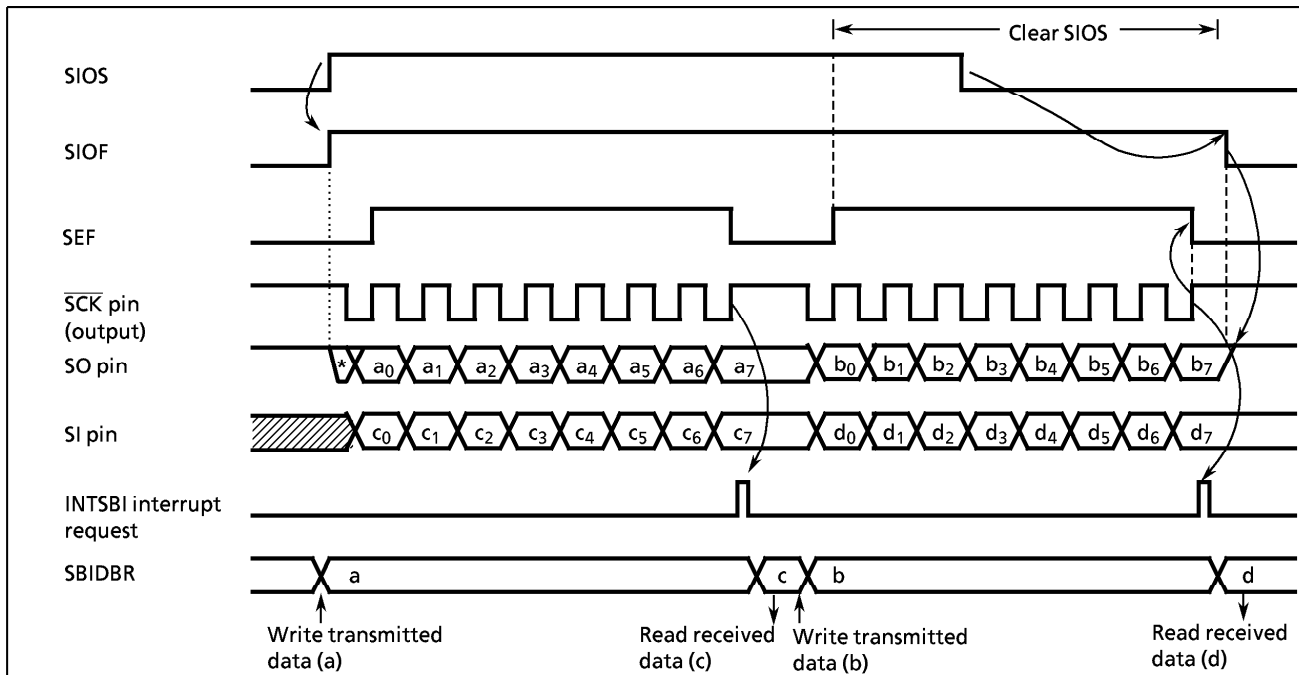 Clear SIOS
SIOS
SIOF
SEF
SCK pin
(output)
SO pin
* a0 a1 a2 a3 a4 a5 a6 a7 b0 b1 b2 b3 b4 b5 b6 b7
SI pin
c0 c1 c2 c3 c4 c5 c6 c7 d0 d1 d2 d3 d4 d5 d6 d7
INTSBI interrupt
request
SBIDBR
a c b d
Write transmitted
data (a)
Read received
data (c)
Write transmitted
data (b)
Read received
data (d)